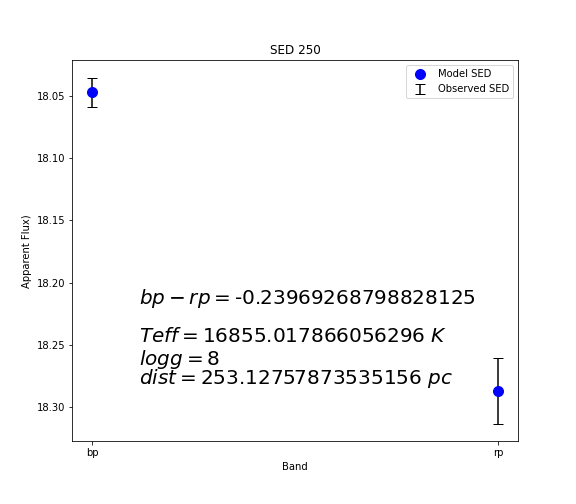 SED 250
Model SED
Observed SED
18.05
18.10
18.15
18.20
18.25
18.30
Apparent Flux)
bp − rp = -0.23969268798828125
Teff = 16855.017866056296 K
logg = 8
dist = 253.12757873535156 pc
bp
rp
Band